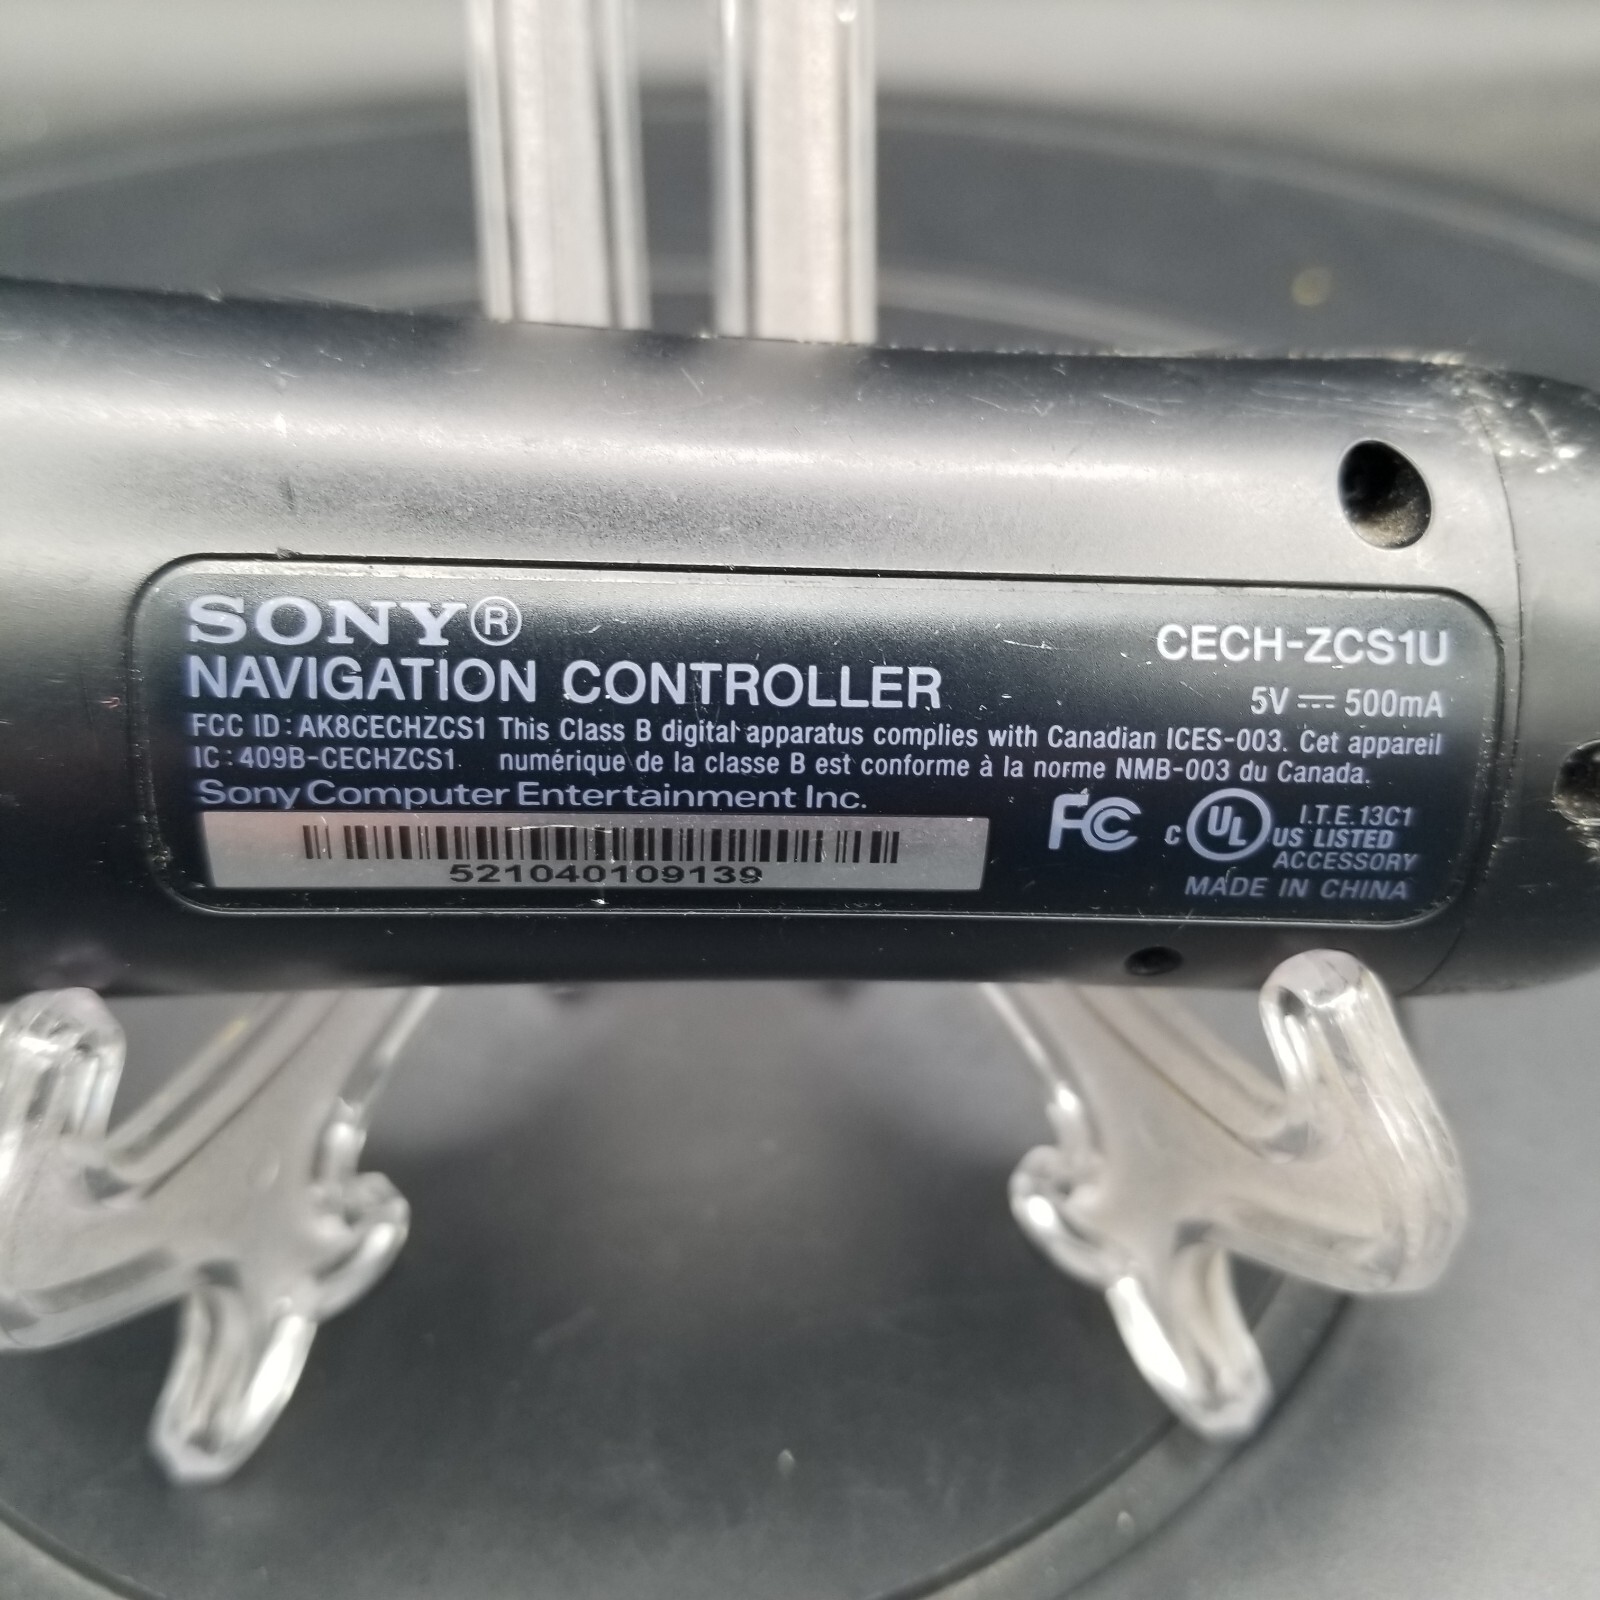 SONY®
NAVIGATION CONTROLLER
CECH-ZCS1U
5V ⎓ 500mA
FCC ID : AK8CECHZCS1 This Class B digital apparatus complies with Canadian ICES-003. Cet appareil
IC : 409B-CECHZCS1 numérique de la classe B est conforme à la norme NMB-003 du Canada.
Sony Computer Entertainment Inc.
521040109139
FC
C UL US LISTED
I.T.E. 13C1
ACCESSORY
MADE IN CHINA